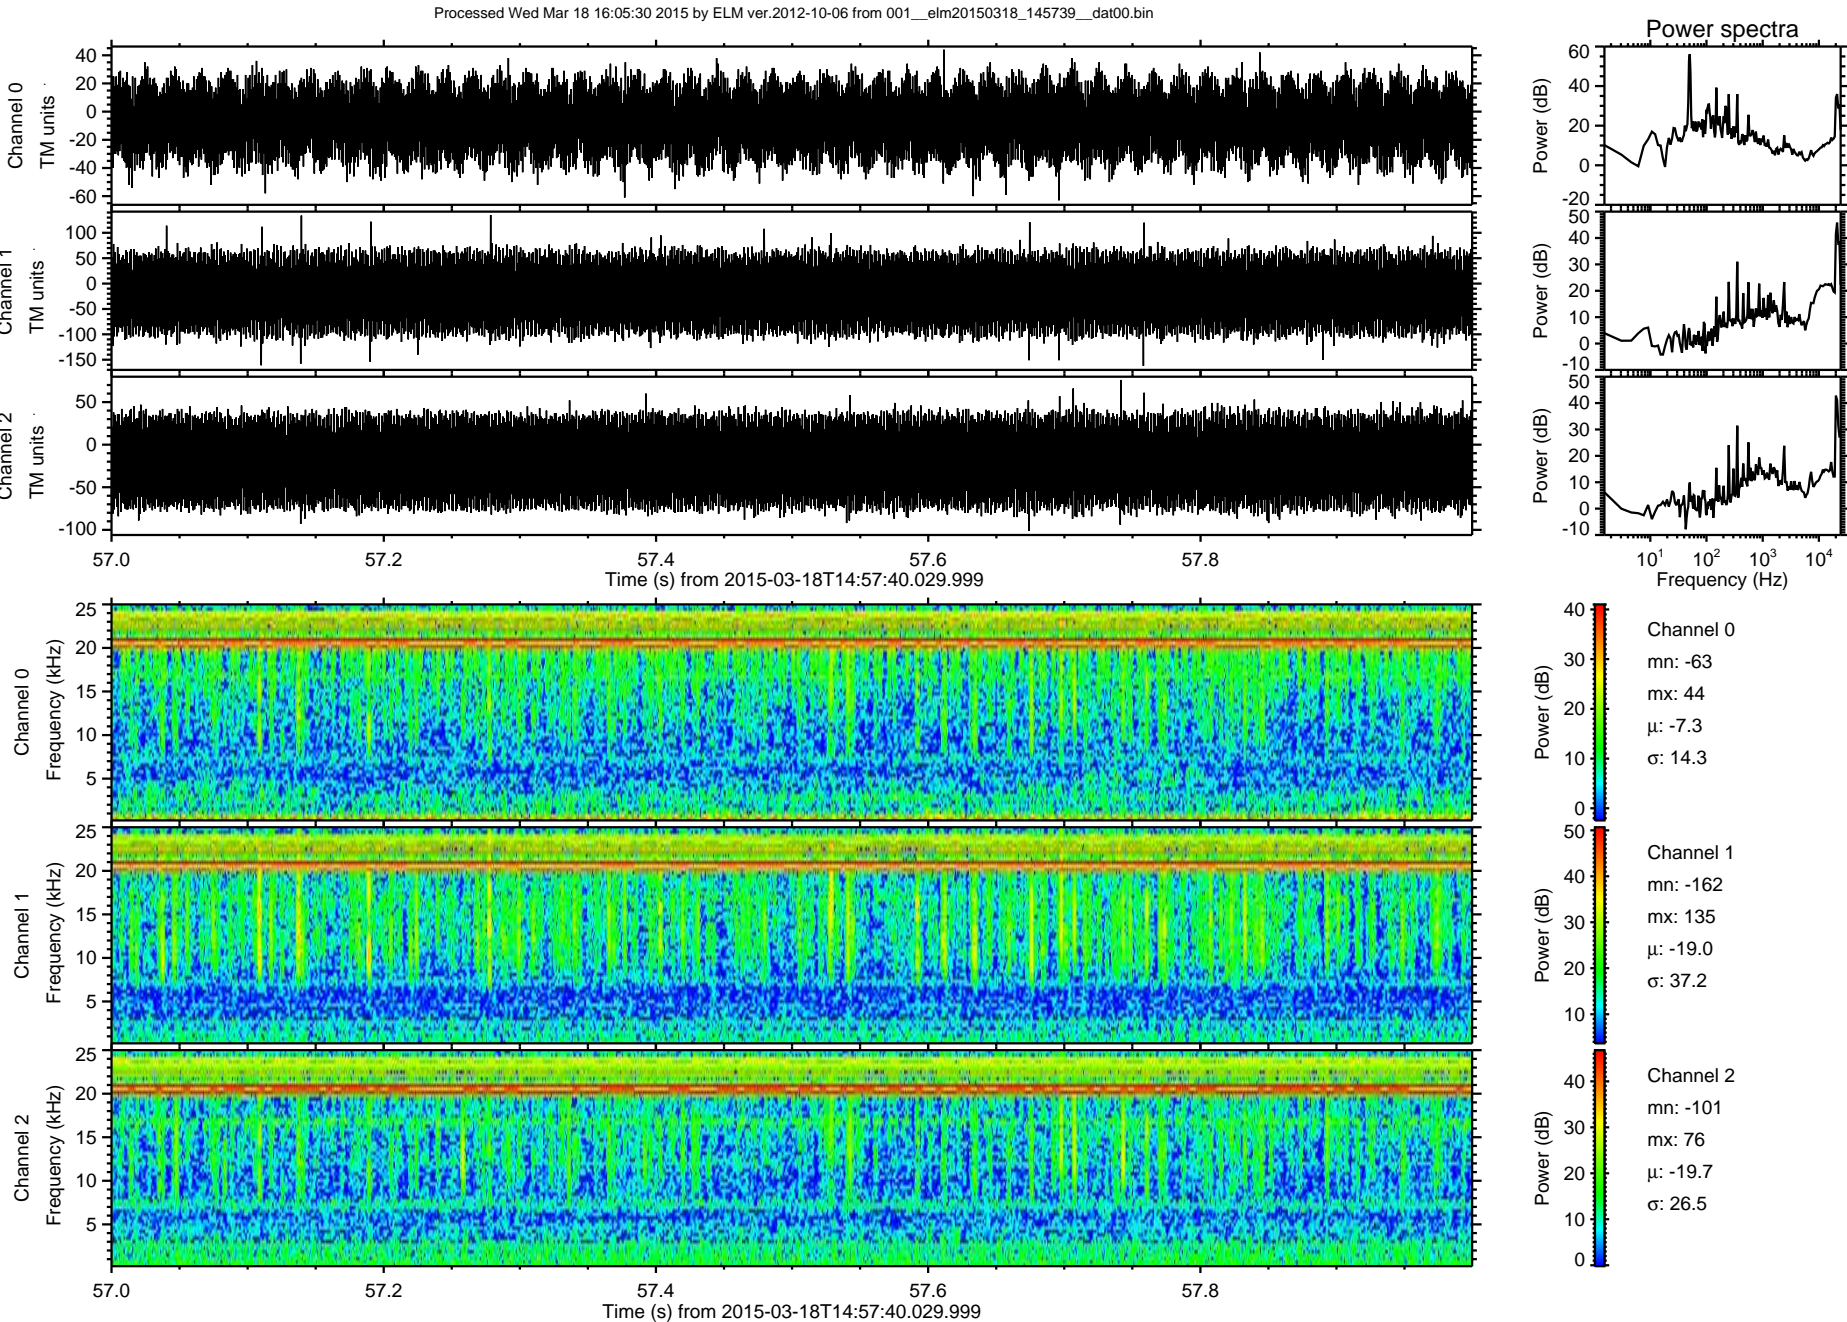 Processed Wed Mar 18 16:05:30 2015 by ELM ver.2012-10-06 from 001__elm20150318_145739__dat00.bin
Power spectra
Channel 0
TM units
40
20
0
-20
-40
-60
Power (dB)
60
40
20
0
-20
Channel 1
TM units
100
50
0
-50
-100
-150
Power (dB)
50
40
30
20
10
0
-10
Channel 2
TM units
50
0
-50
-100
Power (dB)
50
40
30
20
10
0
-10
57.0 57.2 57.4 57.6 57.8
Time (s) from 2015-03-18T14:57:40.029.999
10¹ 10² 10³ 10⁴
Frequency (Hz)
Channel 0
Frequency (kHz)
25
20
15
10
5
Power (dB)
40
30
20
10
0
Channel 0
mn: -63
mx: 44
μ: -7.3
σ: 14.3
Channel 1
Frequency (kHz)
25
20
15
10
5
Power (dB)
50
40
30
20
10
Channel 1
mn: -162
mx: 135
μ: -19.0
σ: 37.2
Channel 2
Frequency (kHz)
25
20
15
10
5
Power (dB)
40
30
20
10
0
Channel 2
mn: -101
mx: 76
μ: -19.7
σ: 26.5
57.0 57.2 57.4 57.6 57.8
Time (s) from 2015-03-18T14:57:40.029.999